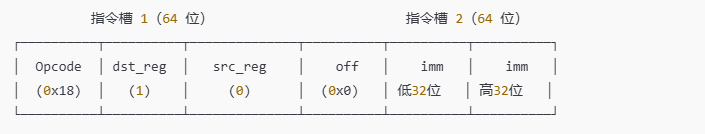 指令槽 1（64 位） 指令槽 2（64 位）
Opcode dst_reg src_reg off imm imm
(0x18) (1) (0) (0x0) 低32位 高32位